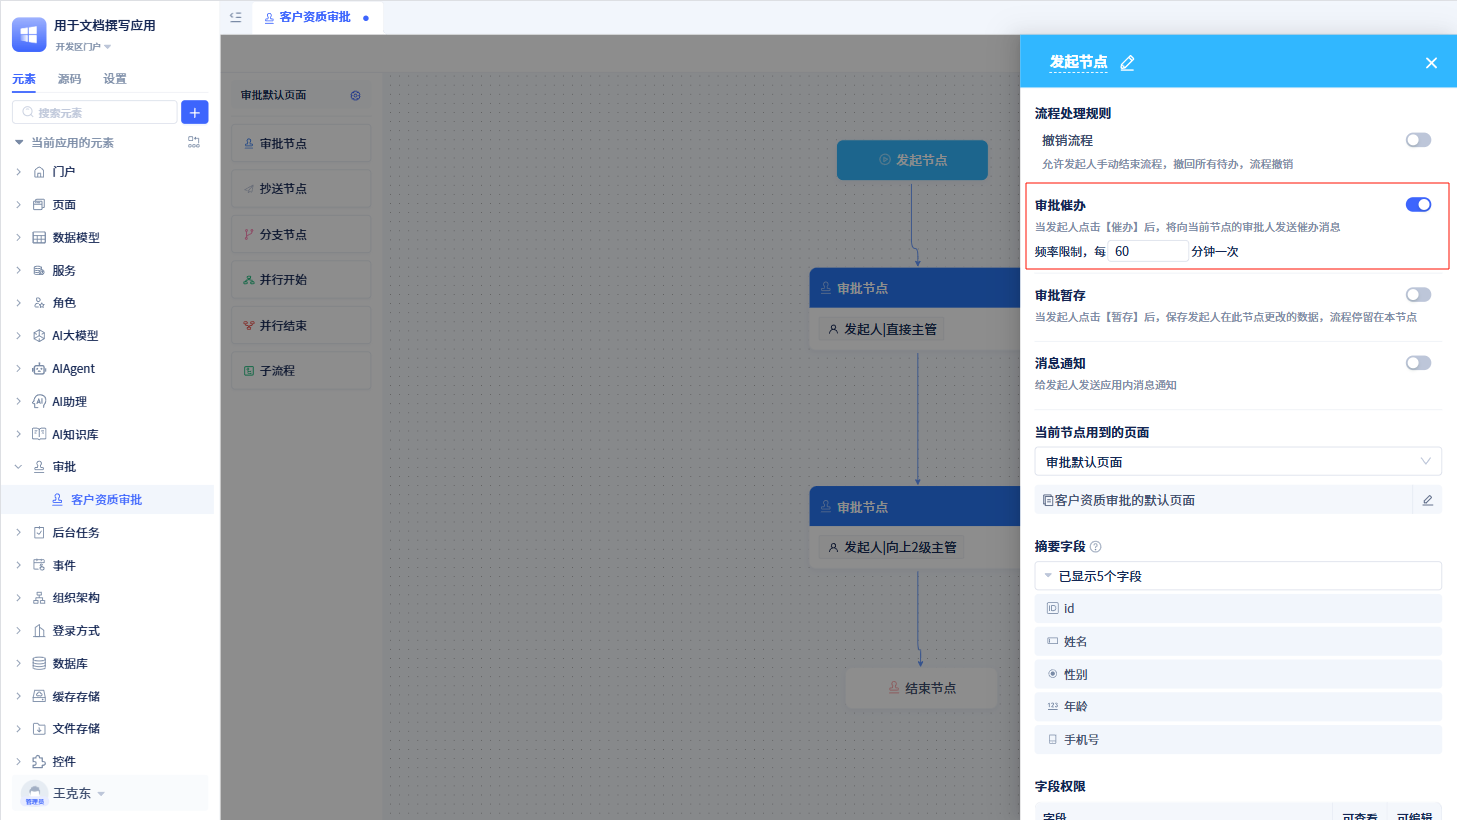 用于文档撰写应用
开发区门户
元素 源码 设置
搜索元素
当前应用的元素
门户
页面
数据模型
服务
角色
AI大模型
AIAgent
AI助理
AI知识库
审批
客户资质审批
后台任务
事件
组织架构
登录方式
数据库
缓存存储
文件存储
控件
王克东
管理员
客户资质审批
审批默认页面
审批节点
抄送节点
分支节点
并行开始
并行结束
子流程
发起节点
审批节点
发起人|直接主管
审批节点
发起人|向上2级主管
结束节点
发起节点
流程处理规则
撤销流程
允许发起人手动结束流程，撤回所有待办，流程撤销
审批催办
当发起人点击【催办】后，将向当前节点的审批人发送催办消息
频率限制，每 60 分钟一次
审批暂存
当发起人点击【暂存】后，保存发起人在此节点更改的数据，流程停留在本节点
消息通知
给发起人发送应用内消息通知
当前节点用到的页面
审批默认页面
客户资质审批的默认页面
摘要字段
已显示5个字段
id
姓名
性别
年龄
手机号
字段权限
字段 可查看 可编辑